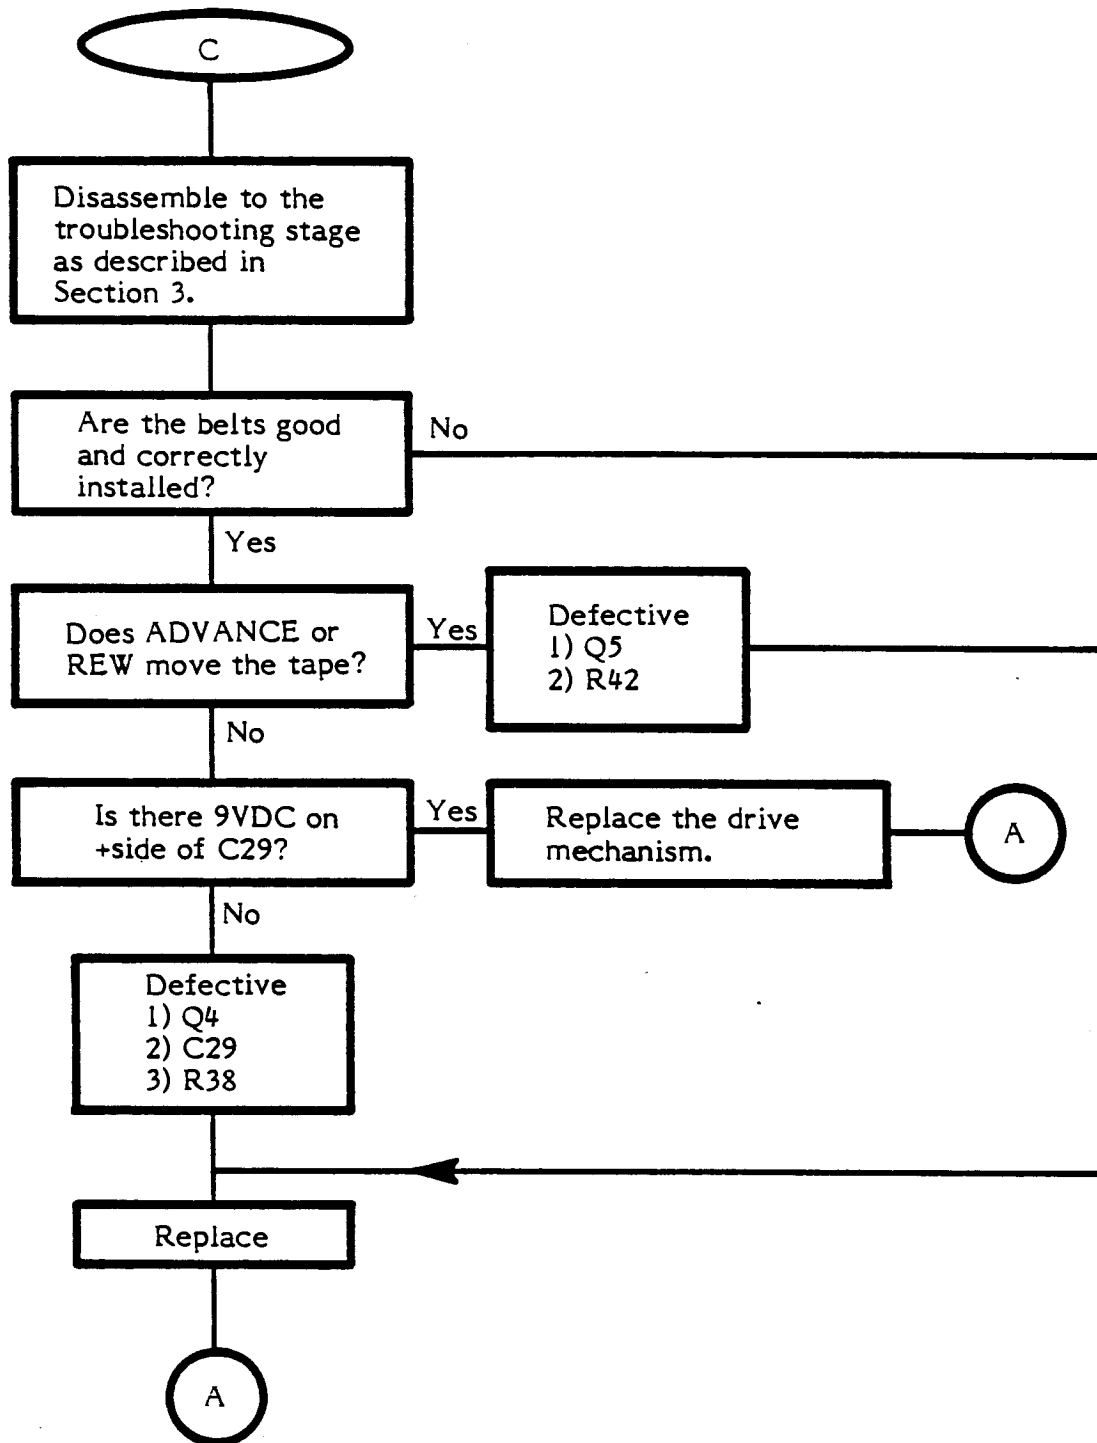 C
Disassemble to the
troubleshooting stage
as described in
Section 3.
Are the belts good
and correctly
installed?
No
Yes
Does ADVANCE or
REW move the tape?
Yes
Defective
1) Q5
2) R42
No
Is there 9VDC on
+side of C29?
Yes
Replace the drive
mechanism.
A
No
Defective
1) Q4
2) C29
3) R38
Replace
A